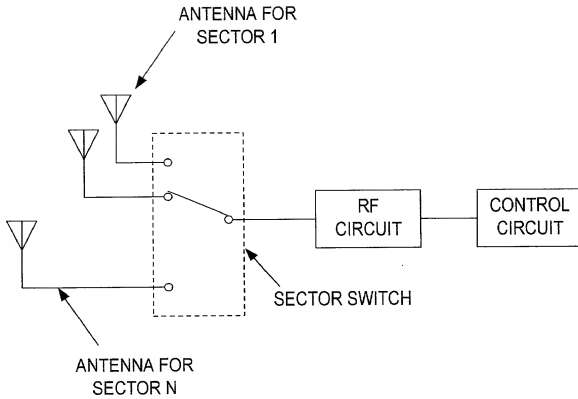 ANTENNA FOR
SECTOR 1
RF
CIRCUIT
CONTROL
CIRCUIT
SECTOR SWITCH
ANTENNA FOR
SECTOR N